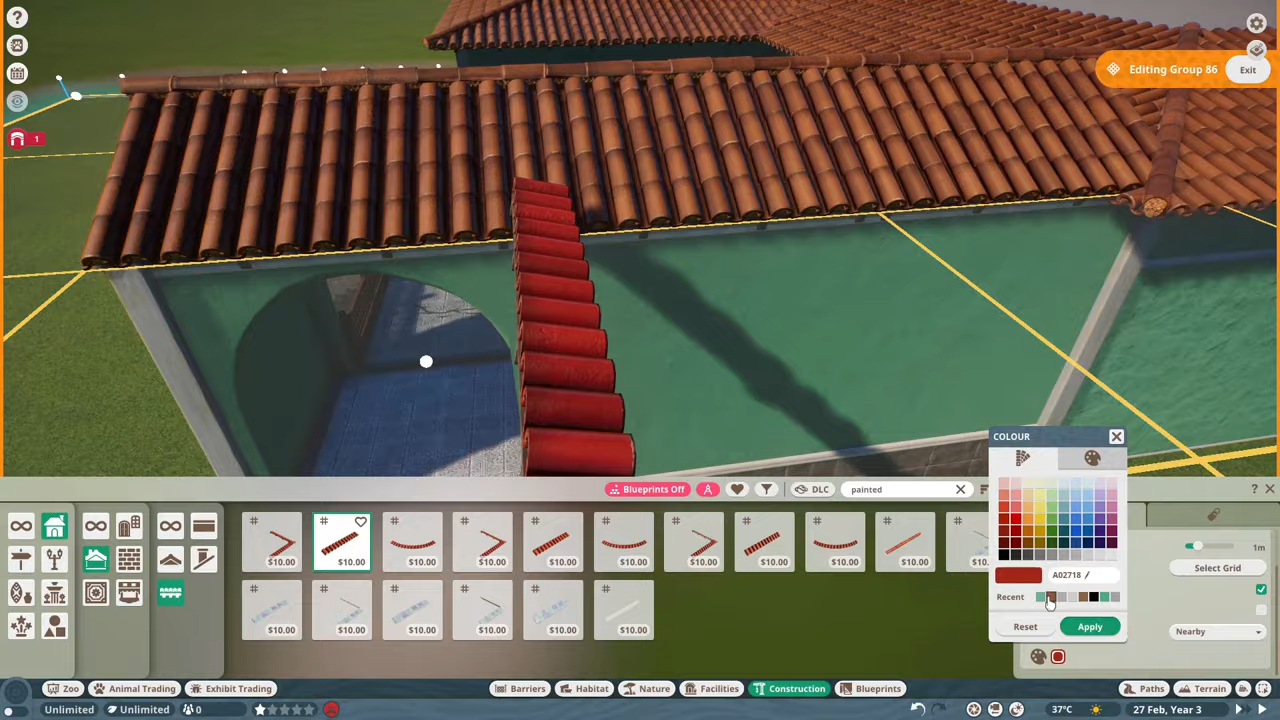 ?
Editing Group 86
Exit
1
COLOUR
Blueprints Off
DLC
painted
? ×
$10.00 $10.00 $10.00 $10.00 $10.00 $10.00 $10.00 $10.00 $10.00 $10.00
$10.00 $10.00 $10.00 $10.00 $10.00 $10.00
1m
Select Grid
A02718 /
Recent
Reset
Apply
Nearby
Zoo
Animal Trading
Exhibit Trading
Barriers
Habitat
Nature
Facilities
Construction
Blueprints
Paths
Terrain
Unlimited
Unlimited
0
37°C
27 Feb, Year 3